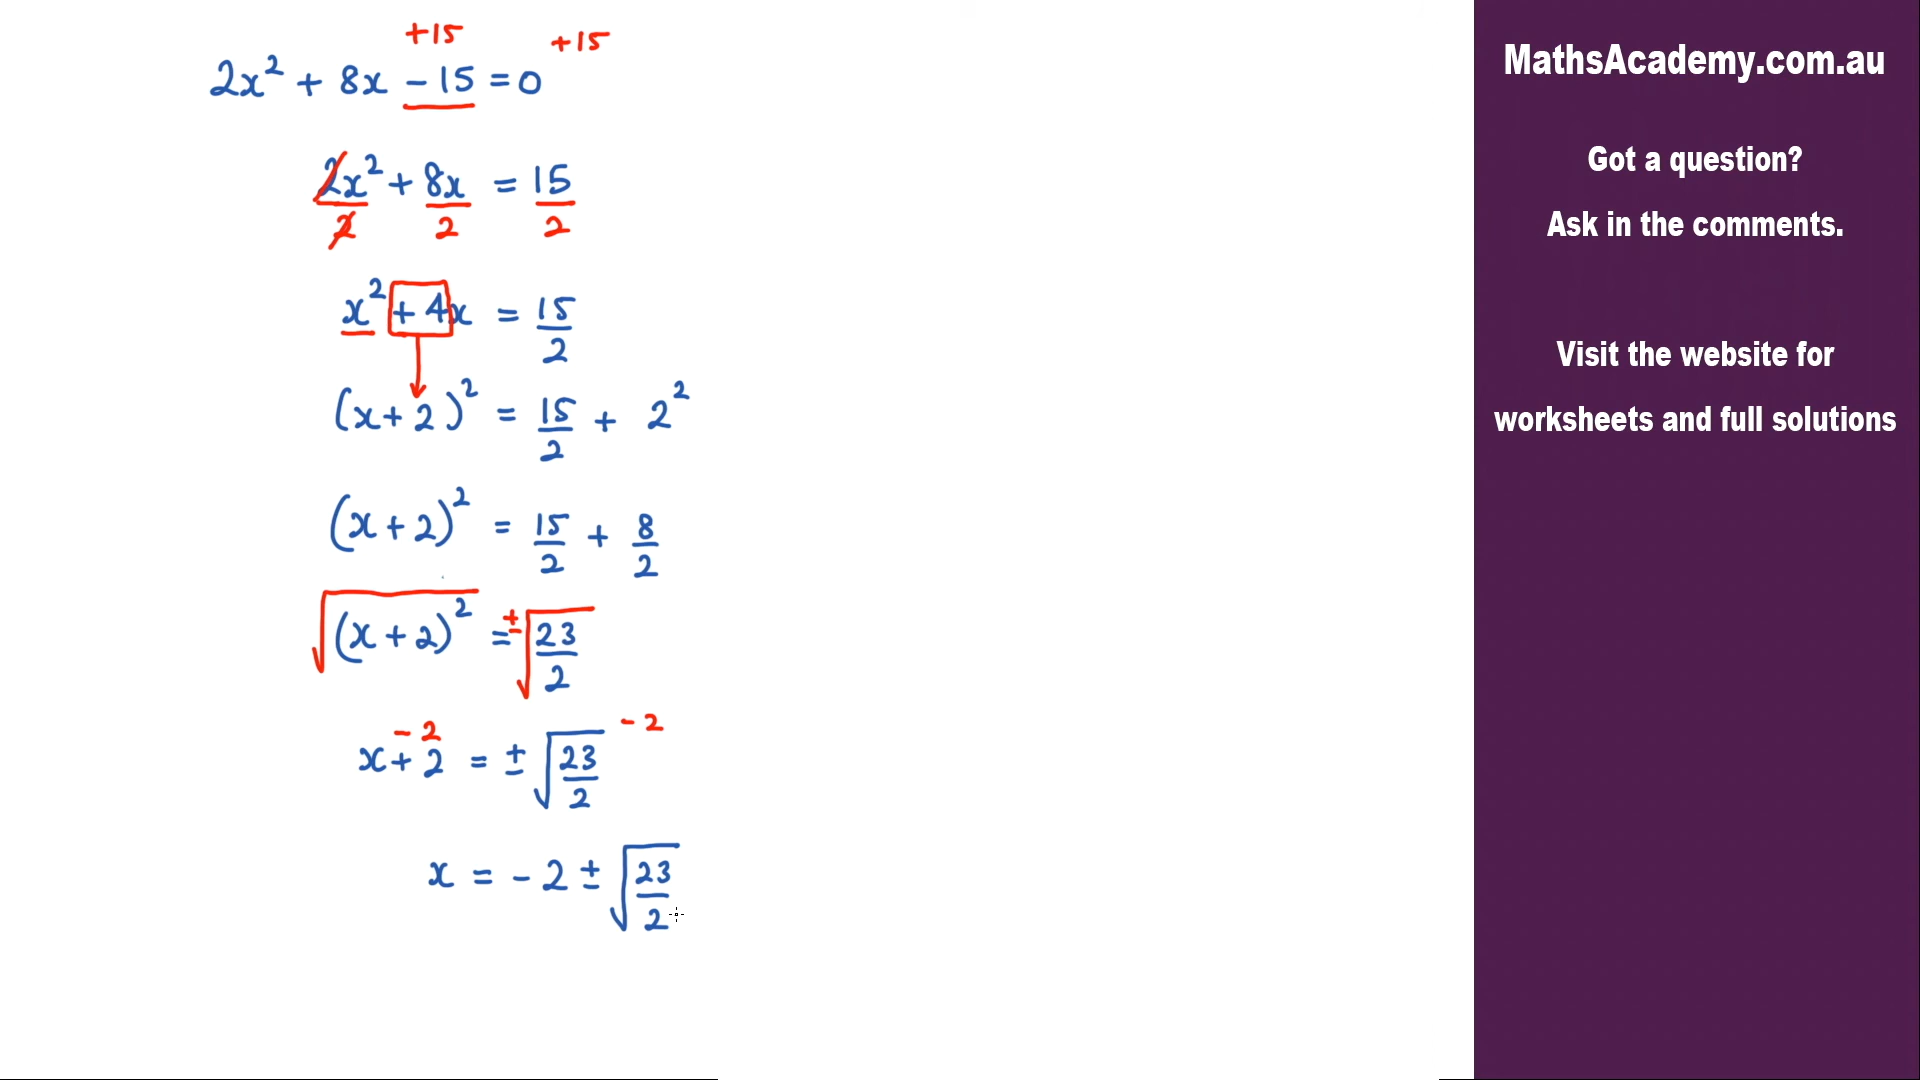 +15 +15
2x² + 8x - 15 = 0
2x²/2 + 8x/2 = 15/2
x² + 4x = 15/2
(x+2)² = 15/2 + 2²
(x+2)² = 15/2 + 8/2
√(x+2)² = ±√23/2
- 2 - 2
x + 2 = ± √23/2
x = - 2 ± √23/2
MathsAcademy.com.au
Got a question?
Ask in the comments.
Visit the website for
worksheets and full solutions